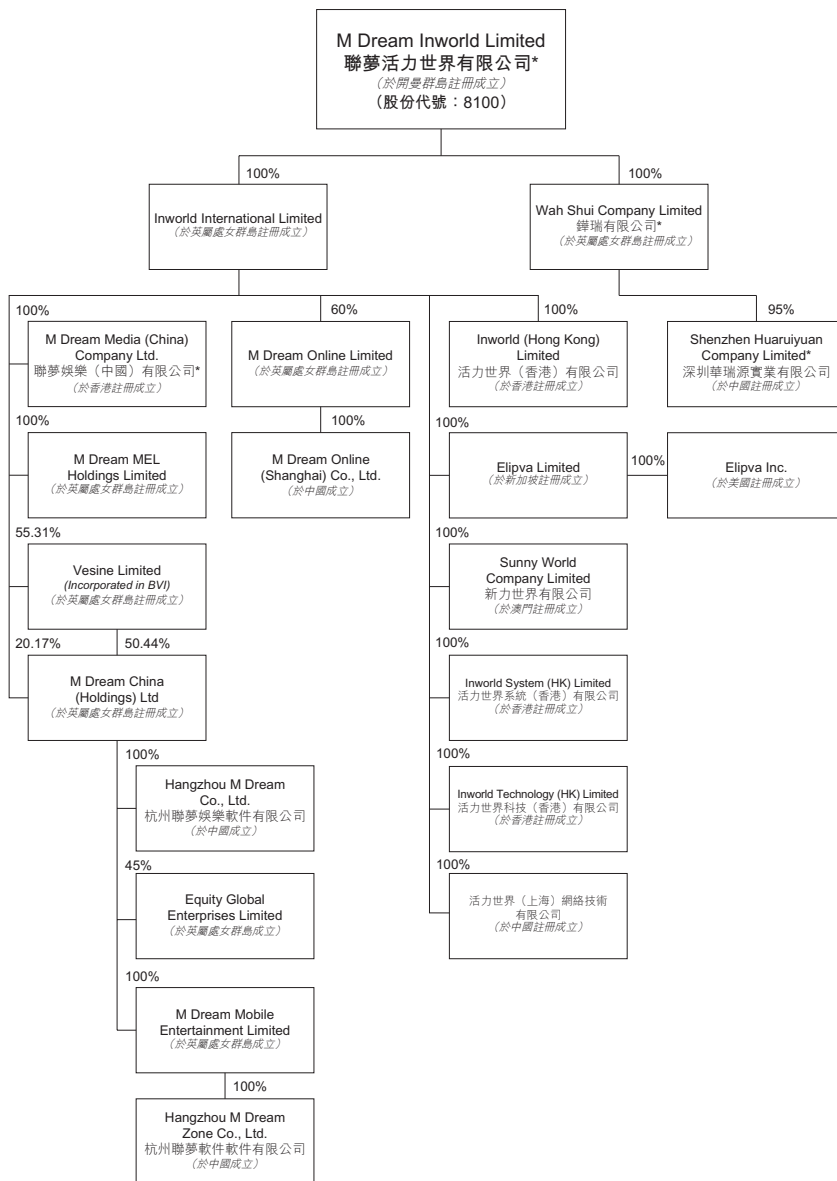 M Dream Inworld Limited
聯夢活力世界有限公司*
（於開曼群島註冊成立）
（股份代號：8100）
100%
100%
Inworld International Limited
（於英屬處女群島註冊成立）
Wah Shui Company Limited
鏵瑞有限公司*
（於英屬處女群島註冊成立）
100%
60%
100%
95%
M Dream Media (China)
Company Ltd.
聯夢娛樂（中國）有限公司*
（於香港註冊成立）
M Dream Online Limited
（於英屬處女群島註冊成立）
Inworld (Hong Kong)
Limited
活力世界（香港）有限公司
（於香港註冊成立）
Shenzhen Huaruiyuan
Company Limited*
深圳華瑞源實業有限公司
（於中國註冊成立）
100%
100%
100%
M Dream MEL
Holdings Limited
（於英屬處女群島註冊成立）
M Dream Online
(Shanghai) Co., Ltd.
（於中國成立）
Elipva Limited
（於新加坡註冊成立）
100%
Elipva Inc.
（於美國註冊成立）
55.31%
100%
Vesine Limited
(Incorporated in BVI)
（於英屬處女群島註冊成立）
Sunny World
Company Limited
新力世界有限公司
（於澳門註冊成立）
20.17%
50.44%
100%
M Dream China
(Holdings) Ltd
（於英屬處女群島註冊成立）
Inworld System (HK) Limited
活力世界系統（香港）有限公司
（於香港註冊成立）
100%
100%
Hangzhou M Dream
Co., Ltd.
杭州聯夢娛樂軟件有限公司
（於中國成立）
Inworld Technology (HK) Limited
活力世界科技（香港）有限公司
（於香港註冊成立）
45%
100%
Equity Global
Enterprises Limited
（於英屬處女群島成立）
活力世界（上海）網絡技術
有限公司
（於中國註冊成立）
100%
M Dream Mobile
Entertainment Limited
（於英屬處女群島成立）
100%
Hangzhou M Dream
Zone Co., Ltd.
杭州聯夢軟件軟件有限公司
（於中國成立）